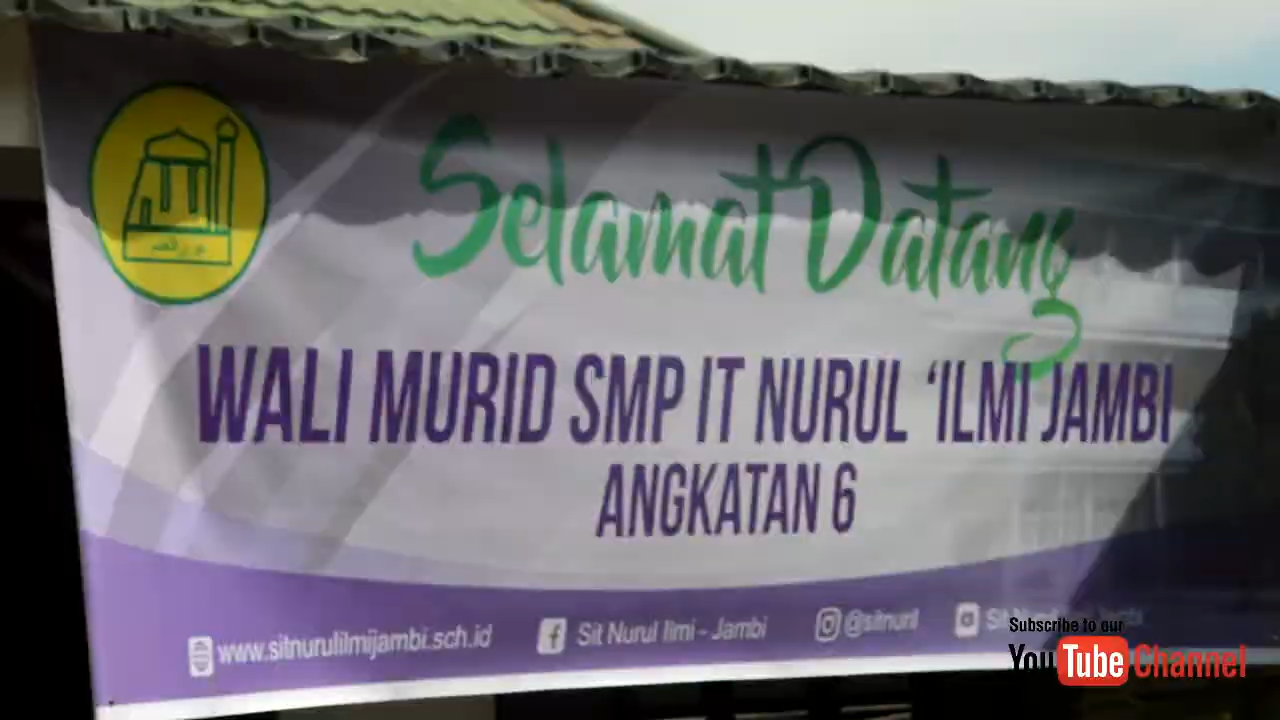 Selamat Datang
WALI MURID SMP IT NURUL ‘ILMI JAMBI
ANGKATAN 6
www.sitnurulilmijambi.sch.id
Sit Nurul Ilmi - Jambi
@sitnuril
Subscribe to our
YouTube Channel